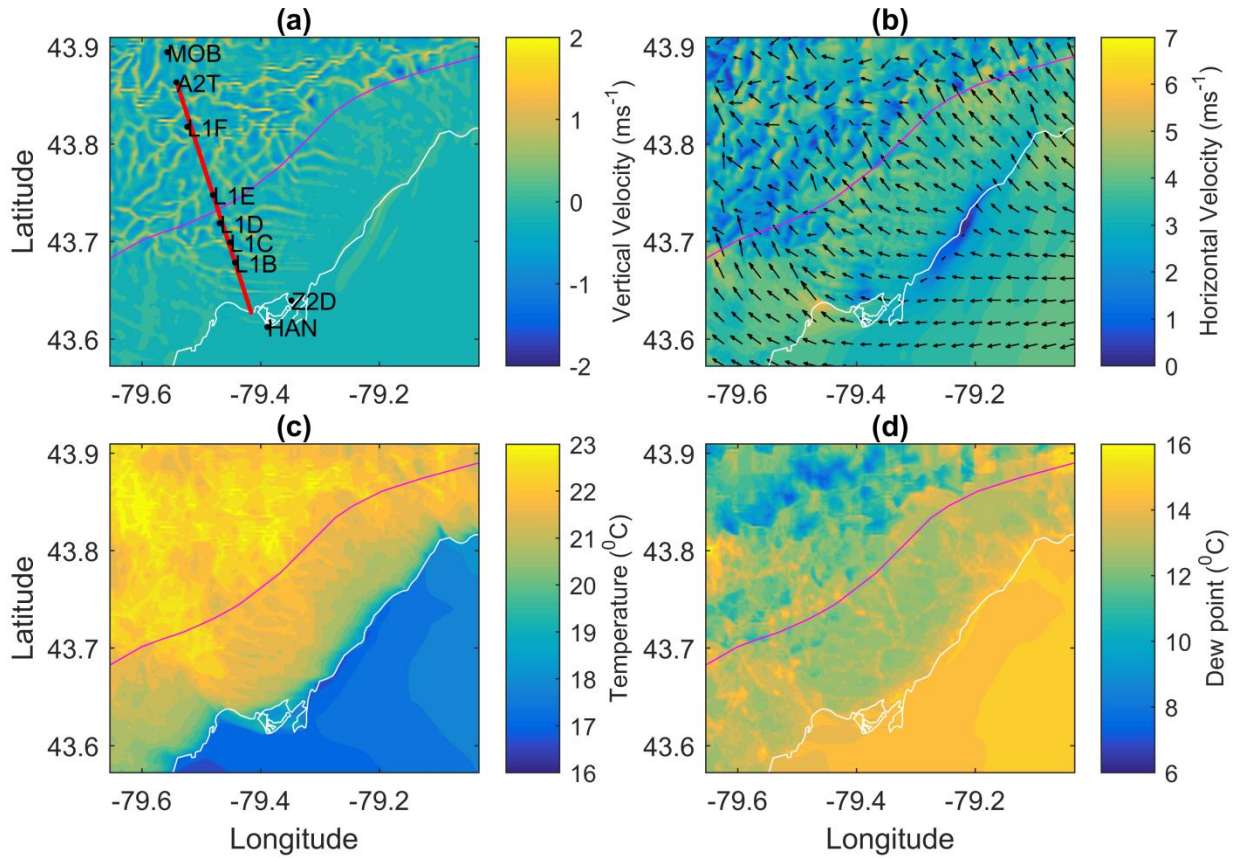 (a)
(b)
43.9
43.8
43.7
43.6
Latitude
MOB
A2T
L1F
L1E
L1D
L1C
L1B
Z2D
HAN
-79.6
-79.4
-79.2
2
1
0
-1
-2
Vertical Velocity (ms⁻¹)
43.9
43.8
43.7
43.6
-79.6
-79.4
-79.2
7
6
5
4
3
2
1
0
Horizontal Velocity (ms⁻¹)
(c)
(d)
43.9
43.8
43.7
43.6
Latitude
-79.6
-79.4
-79.2
Longitude
23
22
21
20
19
18
17
16
Temperature (⁰C)
43.9
43.8
43.7
43.6
-79.6
-79.4
-79.2
Longitude
16
14
12
10
8
6
Dew point (⁰C)